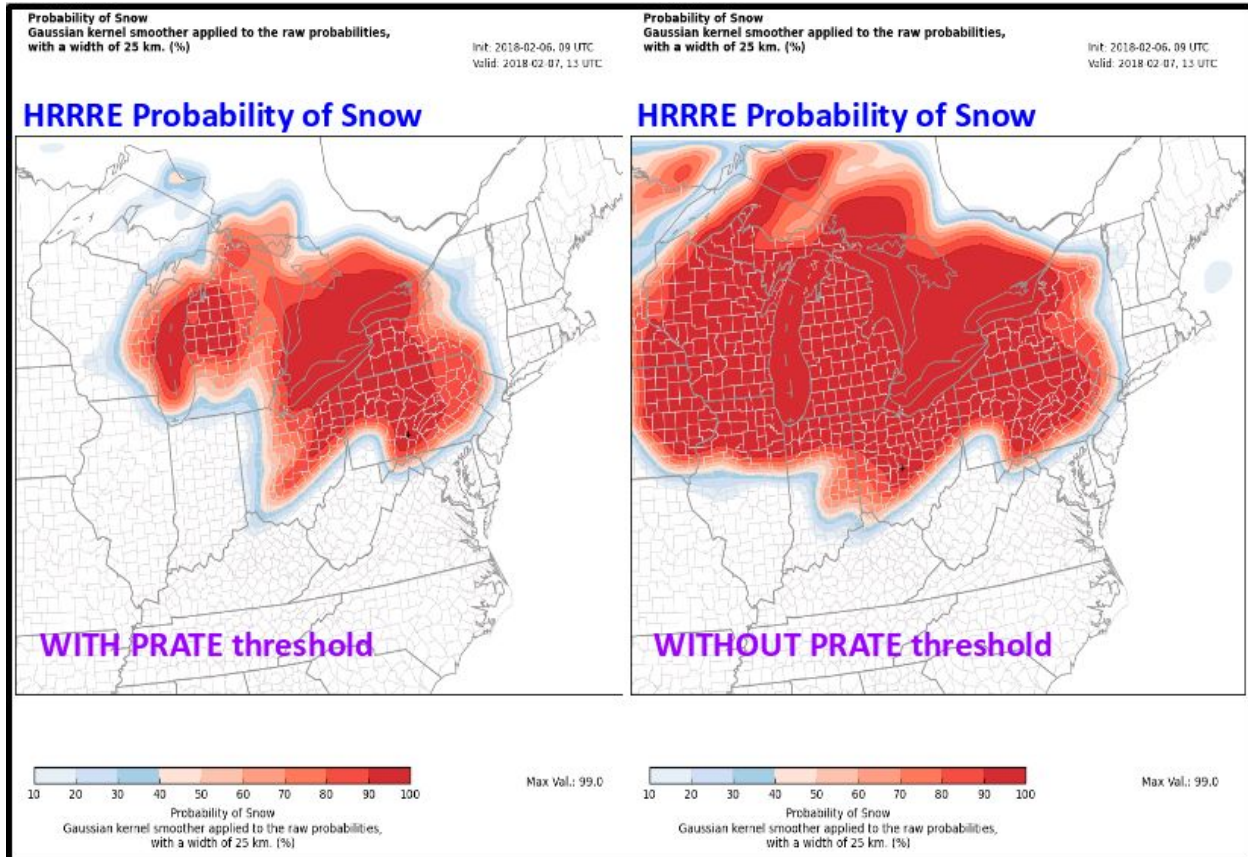 Probability of Snow
Gaussian kernel smoother applied to the raw probabilities,
with a width of 25 km. (%)
Init: 2018-02-06, 09 UTC
Valid: 2018-02-07, 13 UTC
HRRRE Probability of Snow
WITH PRATE threshold
10 20 30 40 50 60 70 80 90 100
Max Val.: 99.0
Probability of Snow
Gaussian kernel smoother applied to the raw probabilities,
with a width of 25 km. (%)
Probability of Snow
Gaussian kernel smoother applied to the raw probabilities,
with a width of 25 km. (%)
Init: 2018-02-06, 09 UTC
Valid: 2018-02-07, 13 UTC
HRRRE Probability of Snow
WITHOUT PRATE threshold
10 20 30 40 50 60 70 80 90 100
Max Val.: 99.0
Probability of Snow
Gaussian kernel smoother applied to the raw probabilities,
with a width of 25 km. (%)